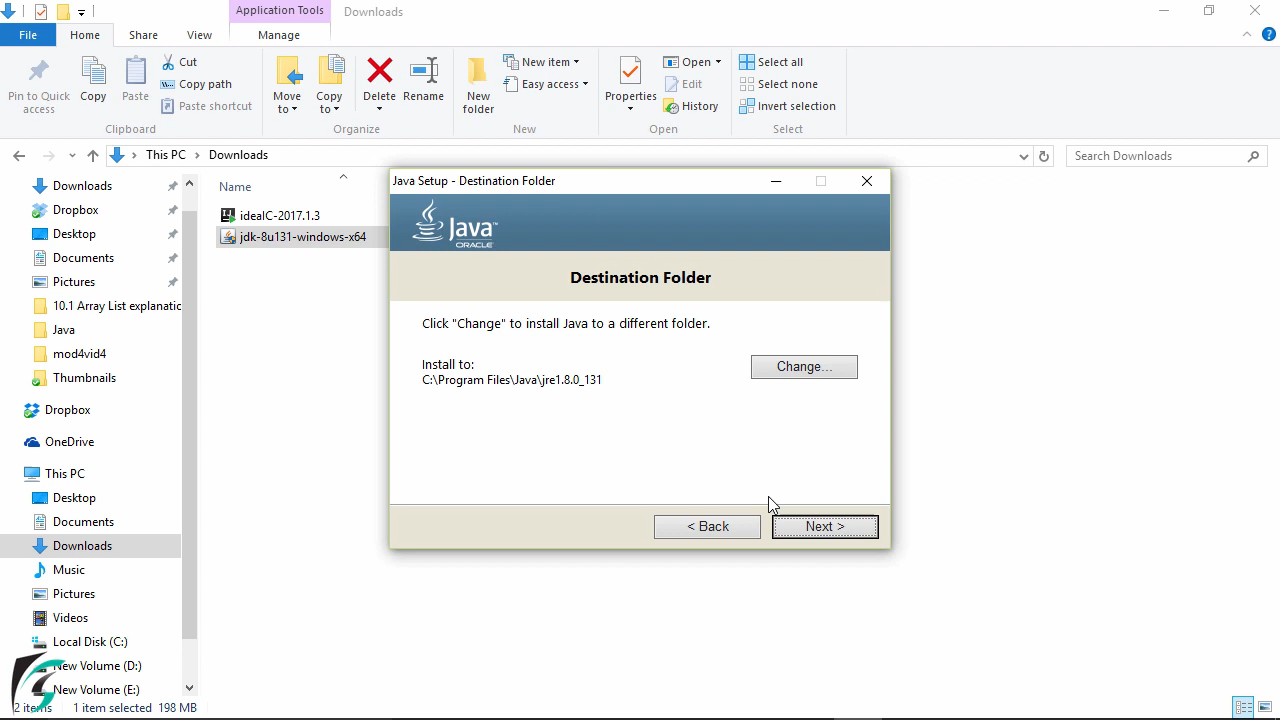 Application Tools
Downloads
File
Home
Share
View
Manage
Pin to Quick
access
Copy
Paste
Cut
Copy path
Paste shortcut
Clipboard
Move
to
Copy
to
Delete
Rename
Organize
New
folder
New item
Easy access
New
Properties
Open
Edit
History
Open
Select all
Select none
Invert selection
Select
This PC
Downloads
Search Downloads
Downloads
Dropbox
Desktop
Documents
Pictures
10.1 Array List explanatic
Java
mod4vid4
Thumbnails
Dropbox
OneDrive
This PC
Desktop
Documents
Downloads
Music
Pictures
Videos
Local Disk (C:)
New Volume (D:)
New Volume (E:)
Name
ideaIC-2017.1.3
jdk-8u131-windows-x64
Java Setup - Destination Folder
Java™
ORACLE
Destination Folder
Click "Change" to install Java to a different folder.
Install to:
C:\Program Files\Java\jre1.8.0_131
Change...
< Back
Next >
2 items
1 item selected 198 MB